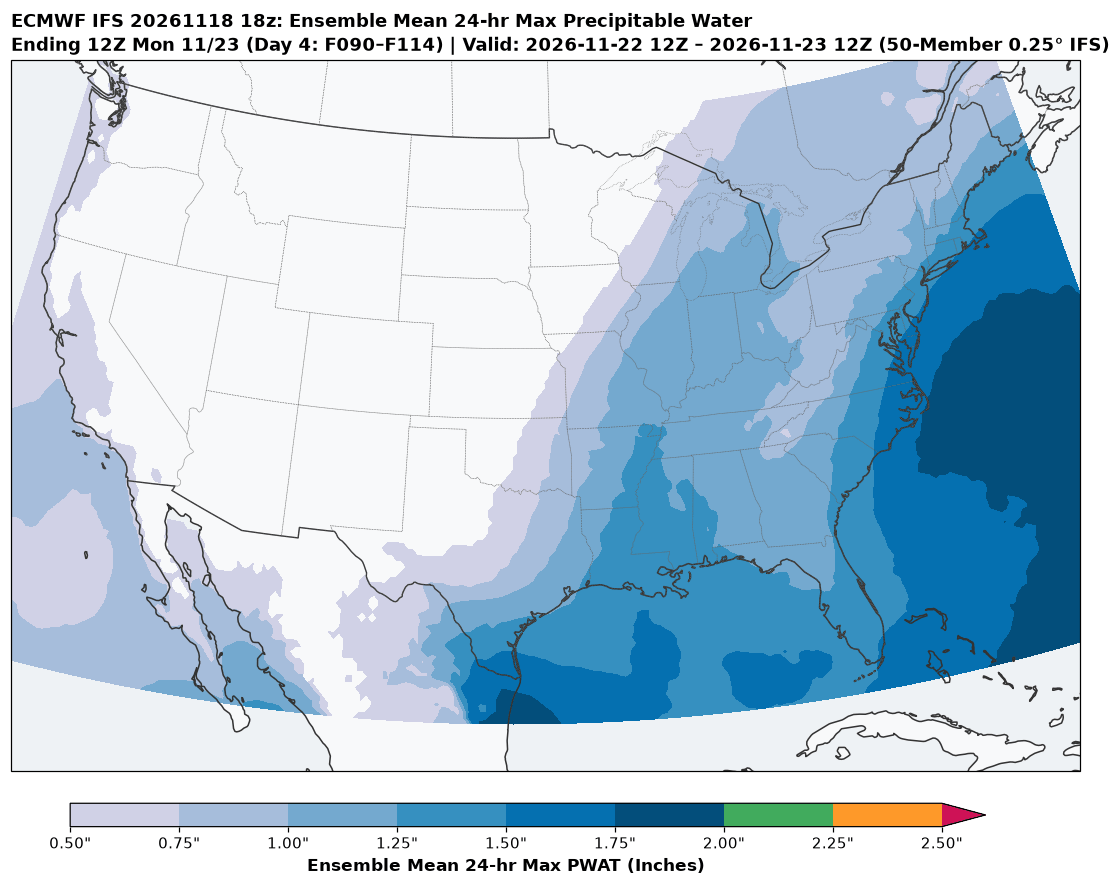 ECMWF IFS 20261118 18z: Ensemble Mean 24-hr Max Precipitable Water
Ending 12Z Mon 11/23 (Day 4: F090–F114) | Valid: 2026-11-22 12Z – 2026-11-23 12Z (50-Member 0.25° IFS)
0.50" 0.75" 1.00" 1.25" 1.50" 1.75" 2.00" 2.25" 2.50"
Ensemble Mean 24-hr Max PWAT (Inches)